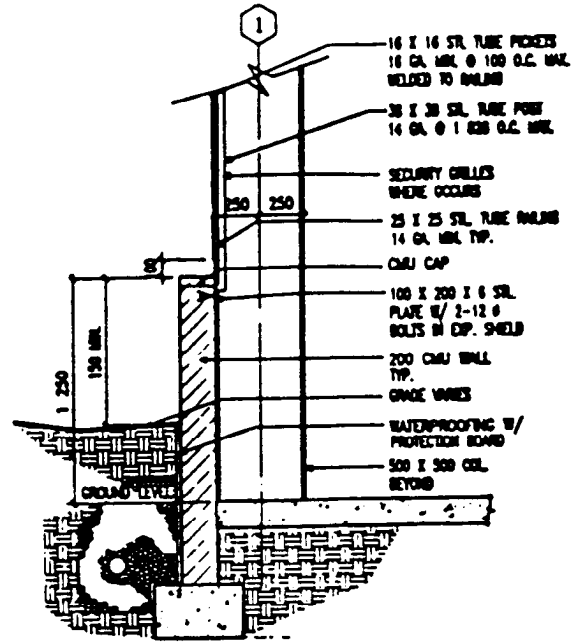 1
16 X 16 STL TUBE PICKETS
16 GA. MIN. @ 100 O.C. MAX.
WELDED TO RAILING
38 X 38 STL TUBE POST
14 GA. @ 1 828 O.C. MAX.
SECURITY GRILLES
WHERE OCCURS
250 250
25 X 25 STL TUBE RAILING
14 GA. MIN. TYP.
CMU CAP
100 X 200 X 6 STL
PLATE W/ 2-12 ø
BOLTS IN EXP. SHIELD
200 CMU WALL
TYP.
GRADE VARIES
WATERPROOFING W/
PROTECTION BOARD
500 X 500 COL.
BEYOND
1 250
150 MIN.
GROUND LEVEL